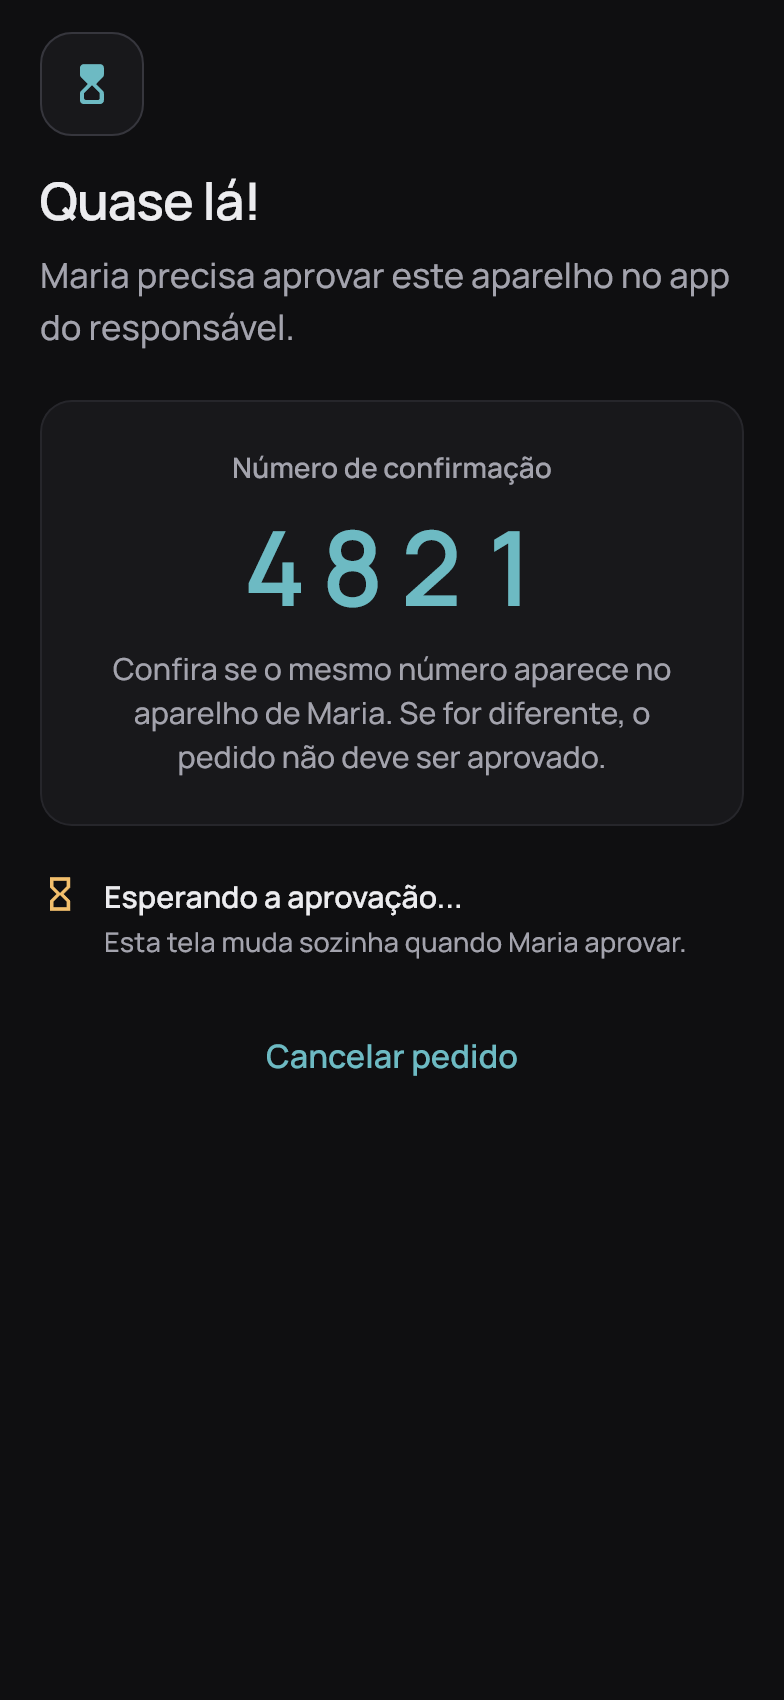 Quase lá!
Maria precisa aprovar este aparelho no app
do responsável.
Número de confirmação
4821
Confira se o mesmo número aparece no
aparelho de Maria. Se for diferente, o
pedido não deve ser aprovado.
Esperando a aprovação...
Esta tela muda sozinha quando Maria aprovar.
Cancelar pedido